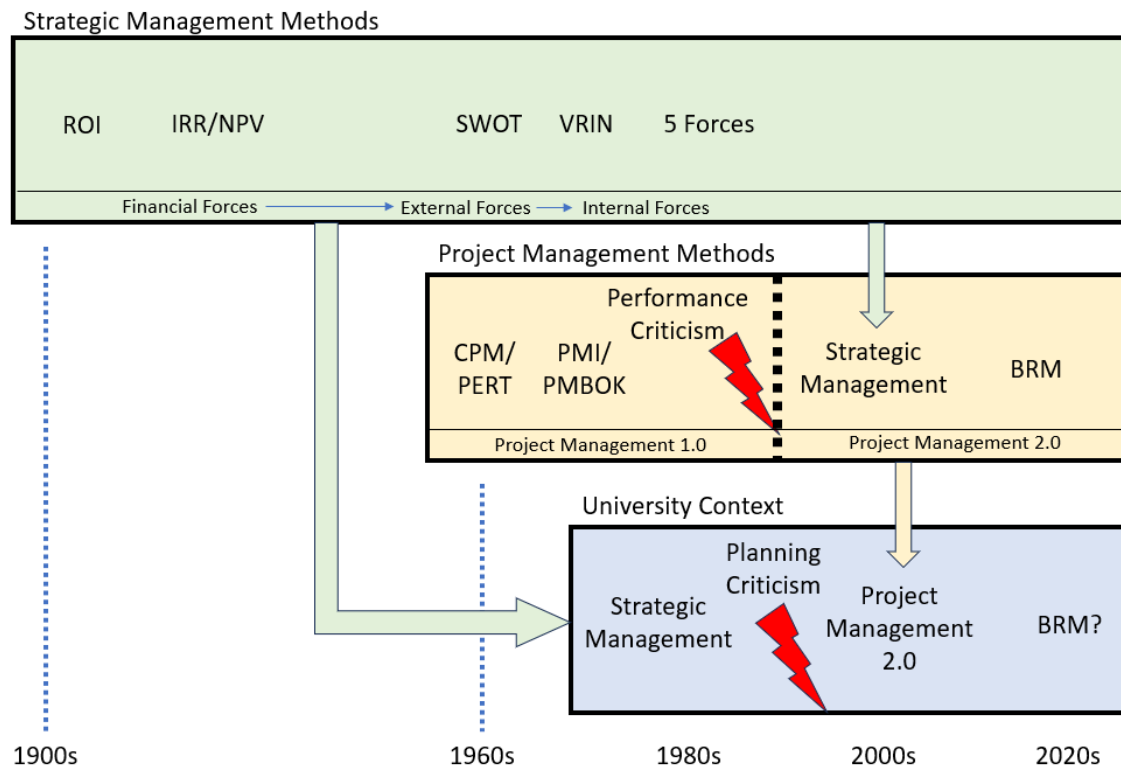 Strategic Management Methods
ROI
IRR/NPV
SWOT
VRIN
5 Forces
Financial Forces
External Forces
Internal Forces
Project Management Methods
CPM/
PERT
PMI/
PMBOK
Performance
Criticism
Strategic
Management
BRM
Project Management 1.0
Project Management 2.0
University Context
Strategic
Management
Planning
Criticism
Project
Management
2.0
BRM?
1900s
1960s
1980s
2000s
2020s